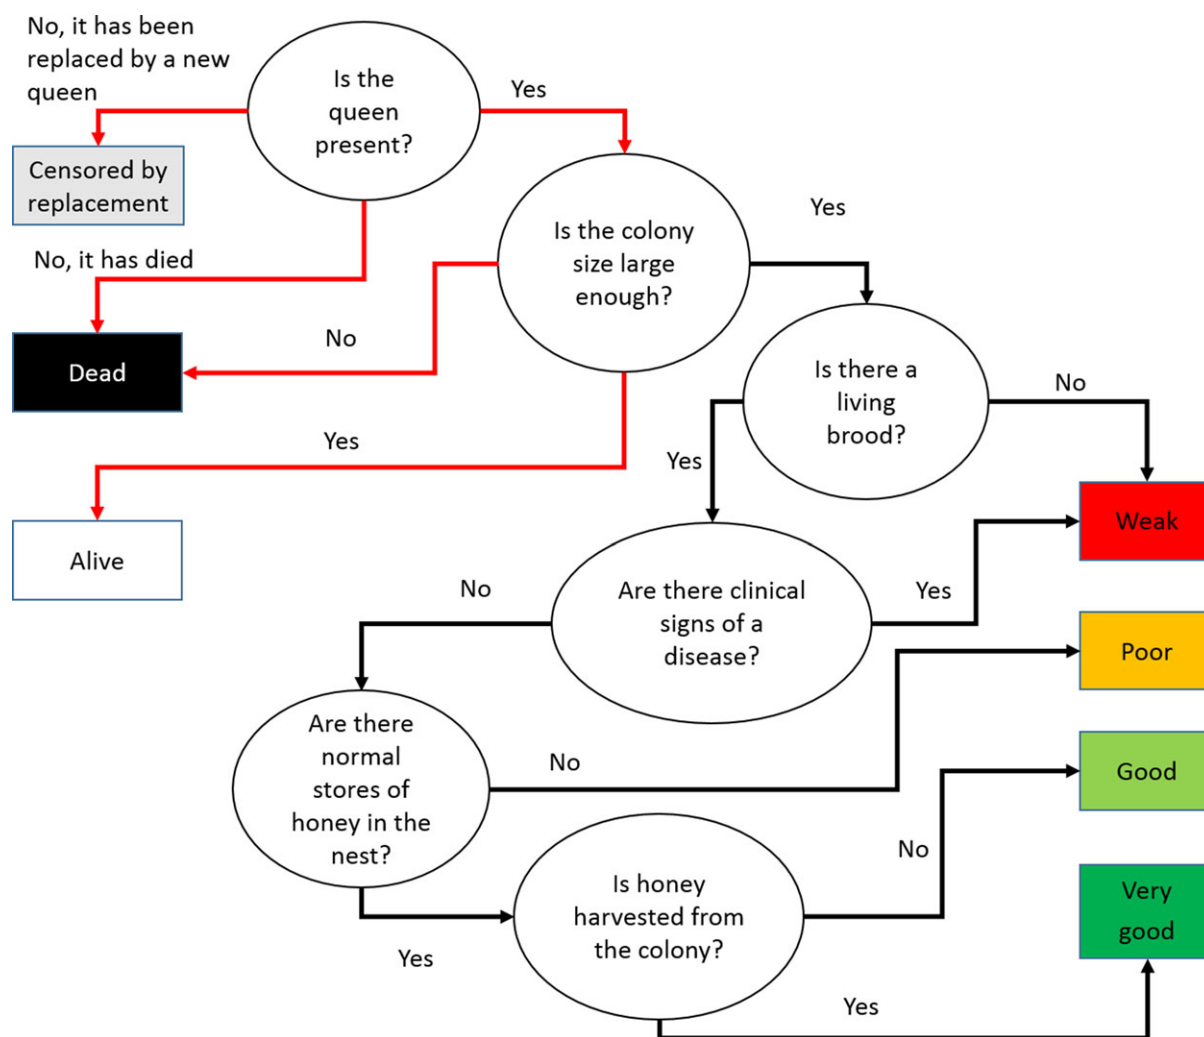 No, it has been
replaced by a new
queen
Is the
queen
present?
Yes
Censored by
replacement
No, it has died
Is the colony
size large
enough?
Yes
No
Dead
Is there a
living
brood?
No
Yes
Yes
Weak
Alive
Are there clinical
signs of a
disease?
No
Yes
Poor
Are there
normal
stores of
honey in the
nest?
No
Good
Is honey
harvested from
the colony?
No
Very
good
Yes
Yes